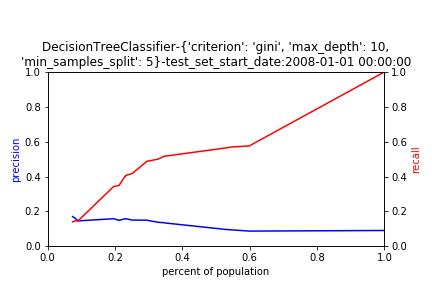 DecisionTreeClassifier-{'criterion': 'gini', 'max_depth': 10,
'min_samples_split': 5}-test_set_start_date:2008-01-01 00:00:00
1.0
0.8
0.6
0.4
0.2
0.0
precision
1.0
0.8
0.6
0.4
0.2
0.0
recall
0.0 0.2 0.4 0.6 0.8 1.0
percent of population